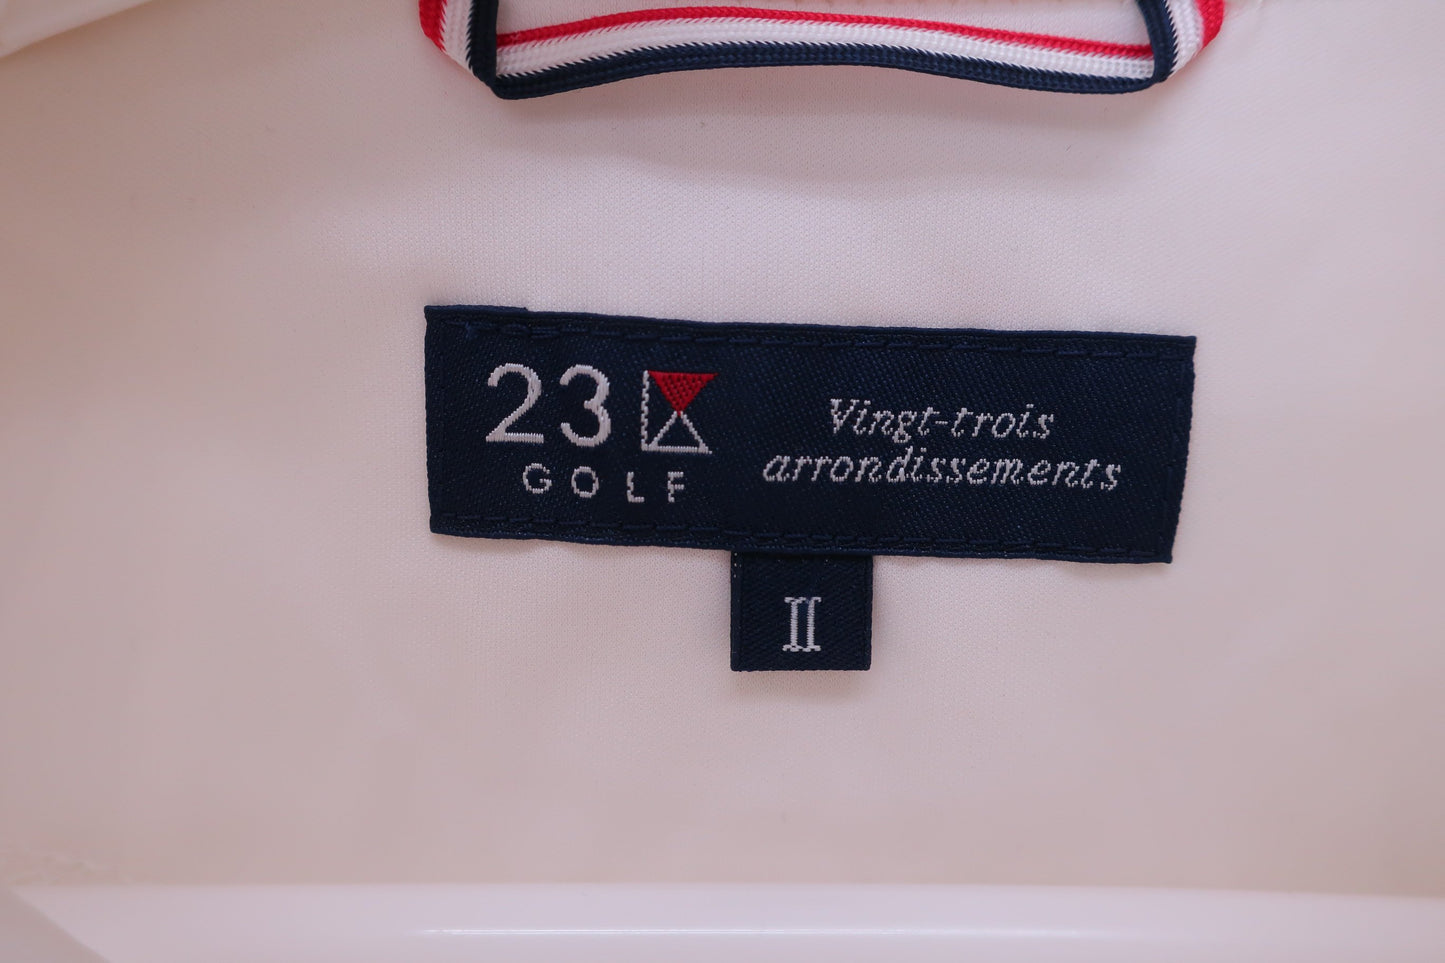 23
GOLF
Vingt-trois
arrondissements
II